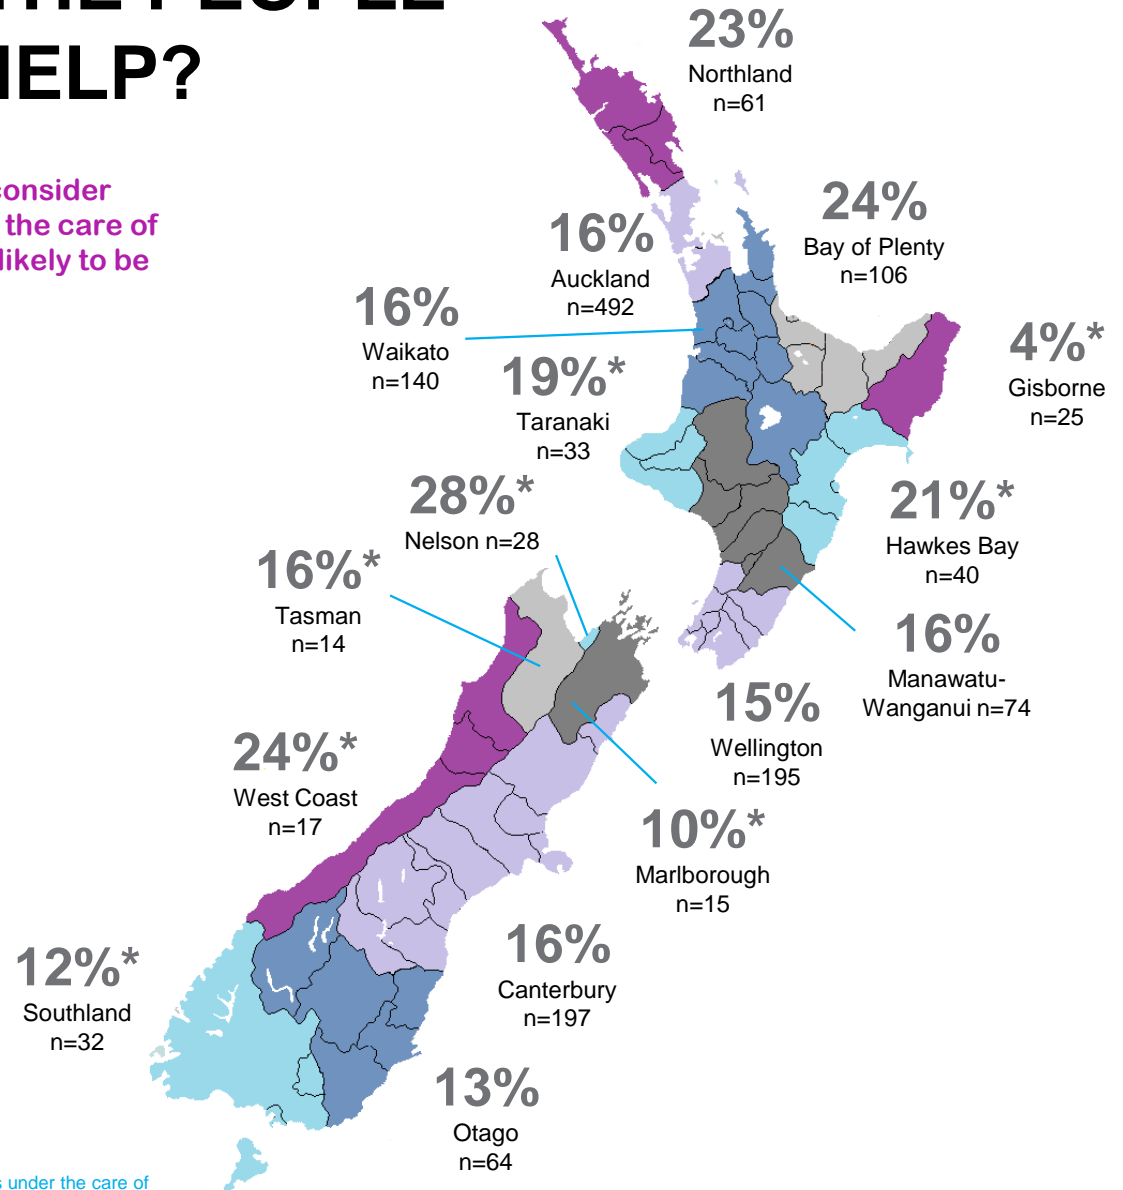 THE PEOPLE
HELP?
consider
the care of
likely to be
23%
Northland
n=61
24%
Bay of Plenty
n=106
16%
Auckland
n=492
16%
Waikato
n=140
4%*
Gisborne
n=25
19%*
Taranaki
n=33
28%*
Nelson n=28
21%*
Hawkes Bay
n=40
16%*
Tasman
n=14
16%
Manawatu-
Wanganui n=74
15%
Wellington
n=195
24%*
West Coast
n=17
10%*
Marlborough
n=15
16%
Canterbury
n=197
12%*
Southland
n=32
13%
Otago
n=64
under the care of